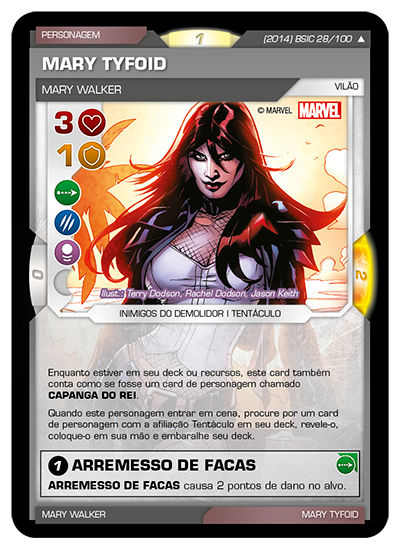 PERSONAGEM
1
(2014) BSIC 28/100 ▲
MARY TYFOID
MARY WALKER
VILÃO
© MARVEL MARVEL
3
1
0
2
Ilust.: Terry Dodson, Rachel Dodson, Jason Keith
INIMIGOS DO DEMOLIDOR | TENTÁCULO
Enquanto estiver em seu deck ou recursos, este card também
conta como se fosse um card de personagem chamado
CAPANGA DO REI.
Quando este personagem entrar em cena, procure por um card
de personagem com a afiliação Tentáculo em seu deck, revele-o,
coloque-o em sua mão e embaralhe seu deck.
1 ARREMESSO DE FACAS
ARREMESSO DE FACAS causa 2 pontos de dano no alvo.
MARY WALKER
MARY TYFOID